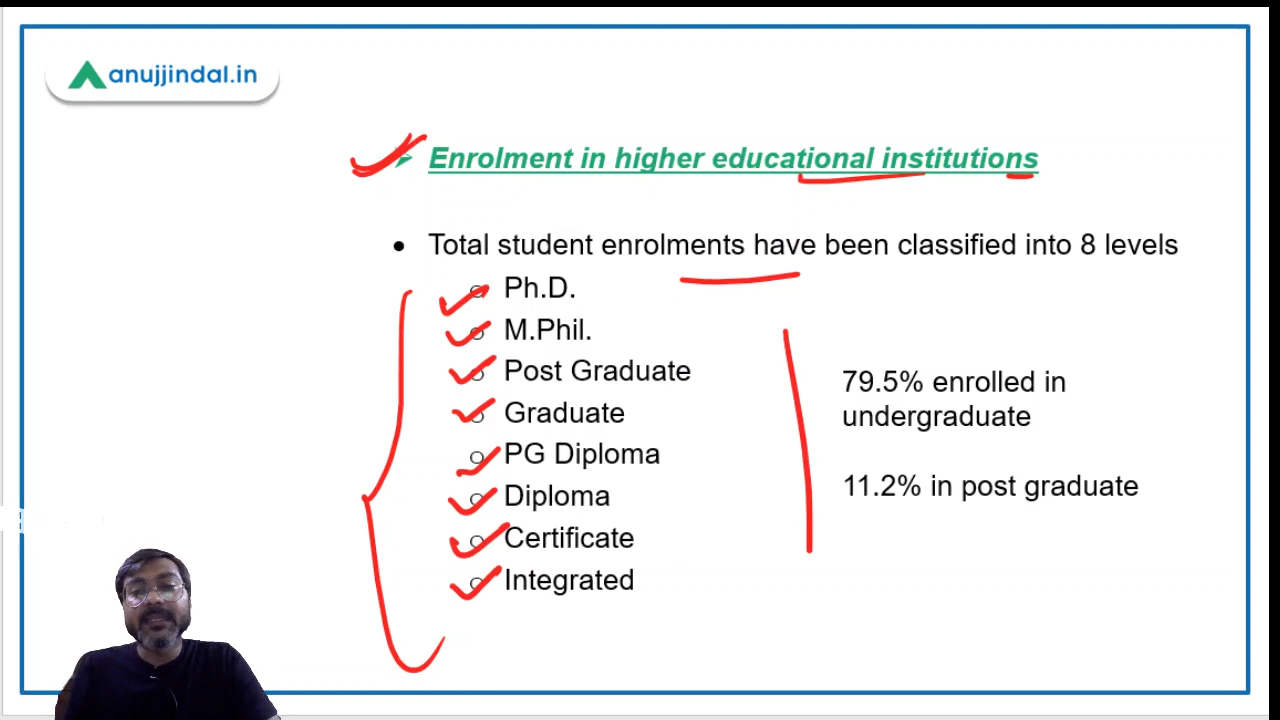 anujjindal.in
Enrolment in higher educational institutions
Total student enrolments have been classified into 8 levels
Ph.D.
M.Phil.
Post Graduate
Graduate
PG Diploma
Diploma
Certificate
Integrated
79.5% enrolled in
undergraduate
11.2% in post graduate